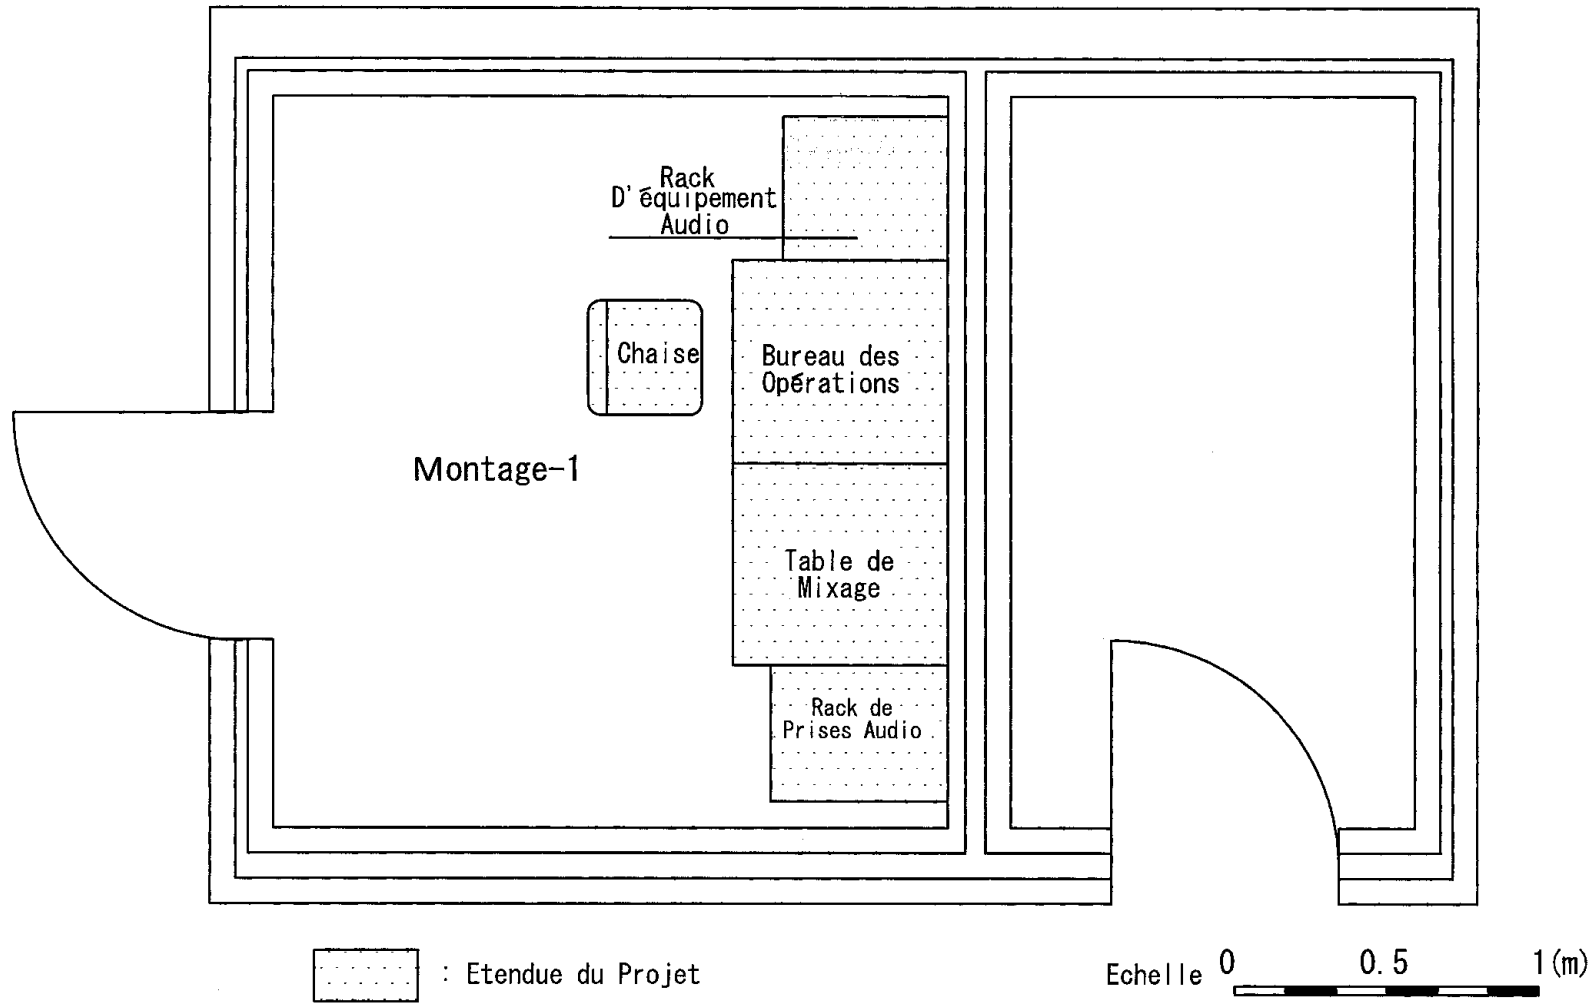 Rack
D'équipement
Audio
Chaise
Bureau des
Opérations
Montage-1
Table de
Mixage
Rack de
Prises Audio
: Etendue du Projet
Echelle 0 0.5 1(m)